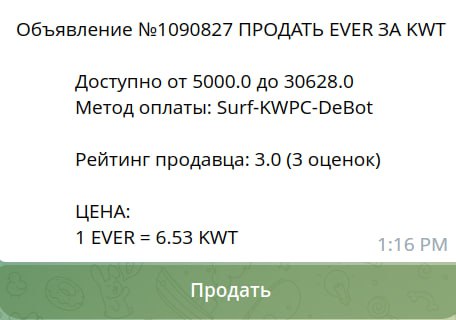 Объявление №1090827 ПРОДАТЬ EVER ЗА KWT
Доступно от 5000.0 до 30628.0
Метод оплаты: Surf-KWPC-DeBot
Рейтинг продавца: 3.0 (3 оценок)
ЦЕНА:
1 EVER = 6.53 KWT
1:16 PM
Продать